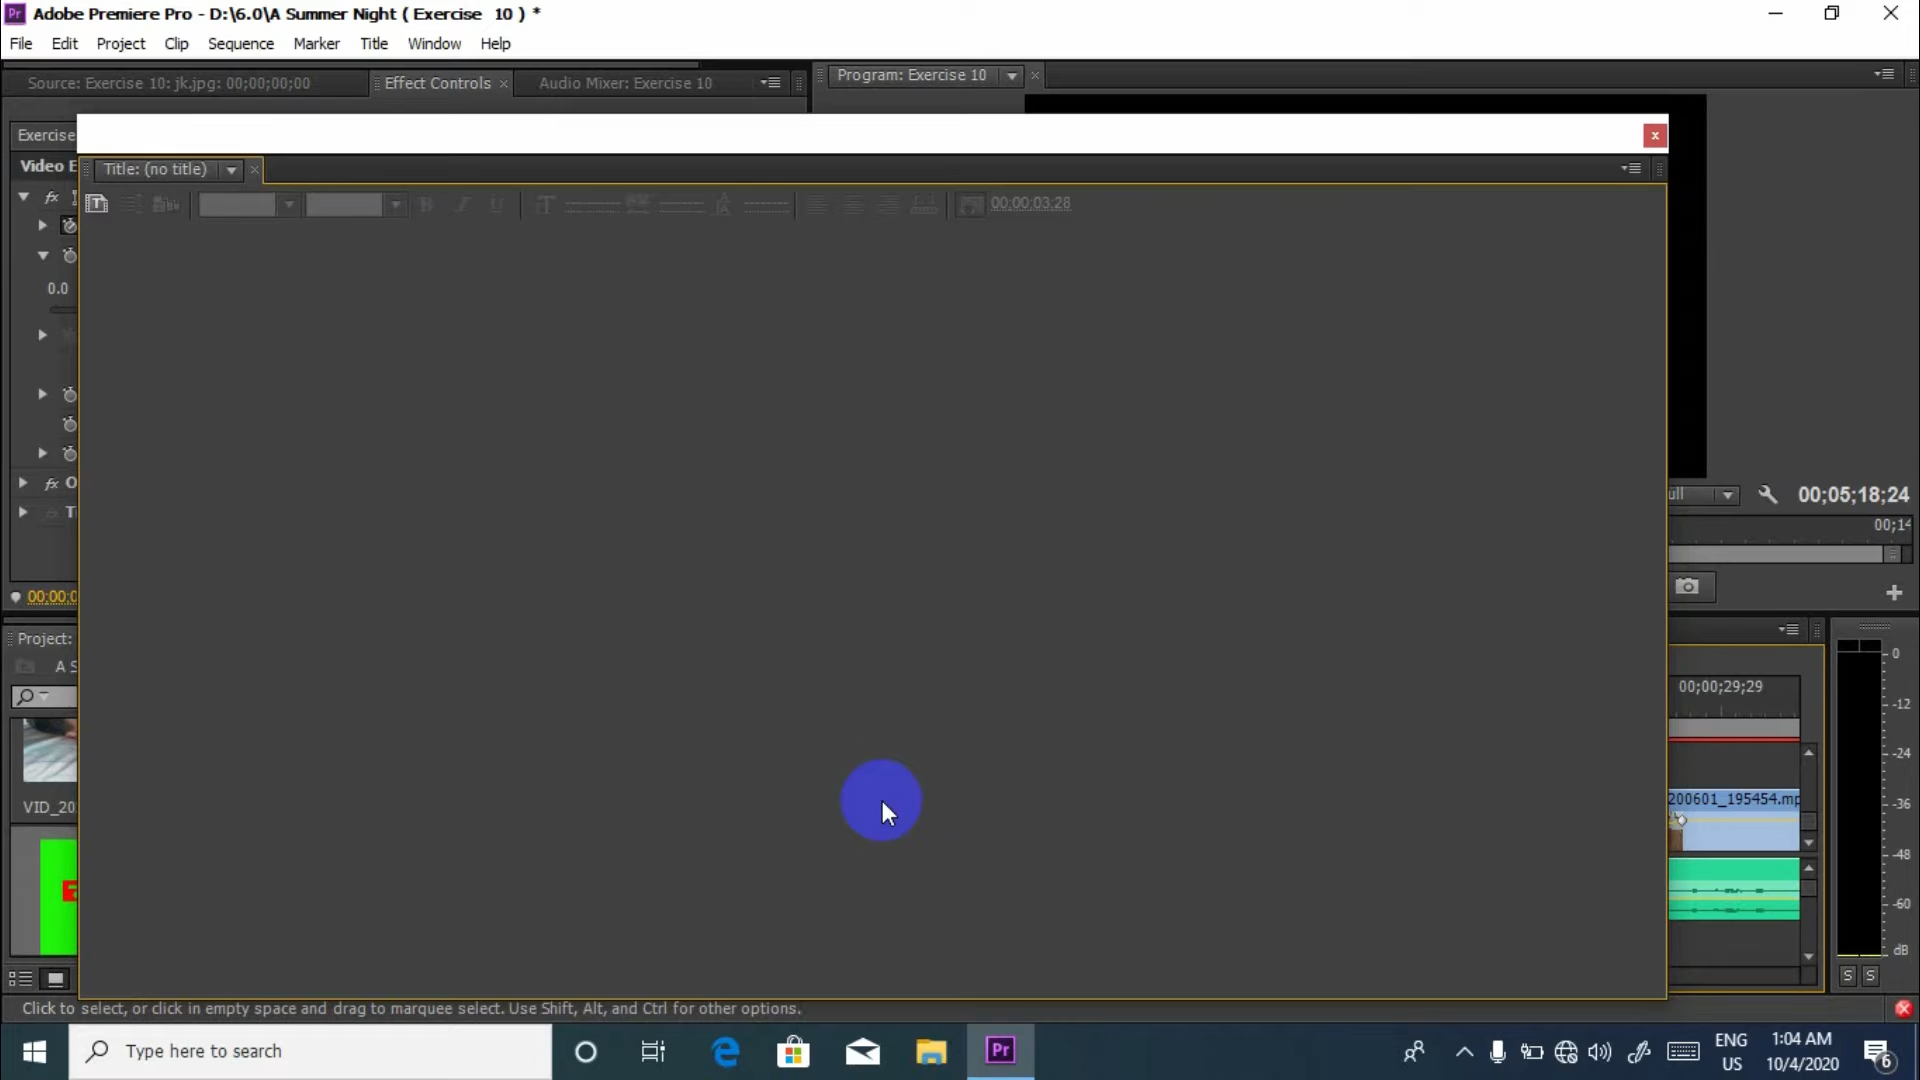 Adobe Premiere Pro - D:\6.0\A Summer Night ( Exercise 10 ) *
File Edit Project Clip Sequence Marker Title Window Help
Source: Exercise 10: jk.jpg: 00;00;00;00
Effect Controls
Audio Mixer: Exercise 10
Program: Exercise 10
Exercise
Title: (no title)
Video E
00:00:03:28
0.0
00;05;18;24
00;14
00;00;0
Project:
A S
00;00;29;29
VID_20
200601_195454.mp
0
-12
-24
-36
-48
-60
dB
S S
Click to select, or click in empty space and drag to marquee select. Use Shift, Alt, and Ctrl for other options.
Type here to search
Pr
ENG
US
1:04 AM
10/4/2020
6